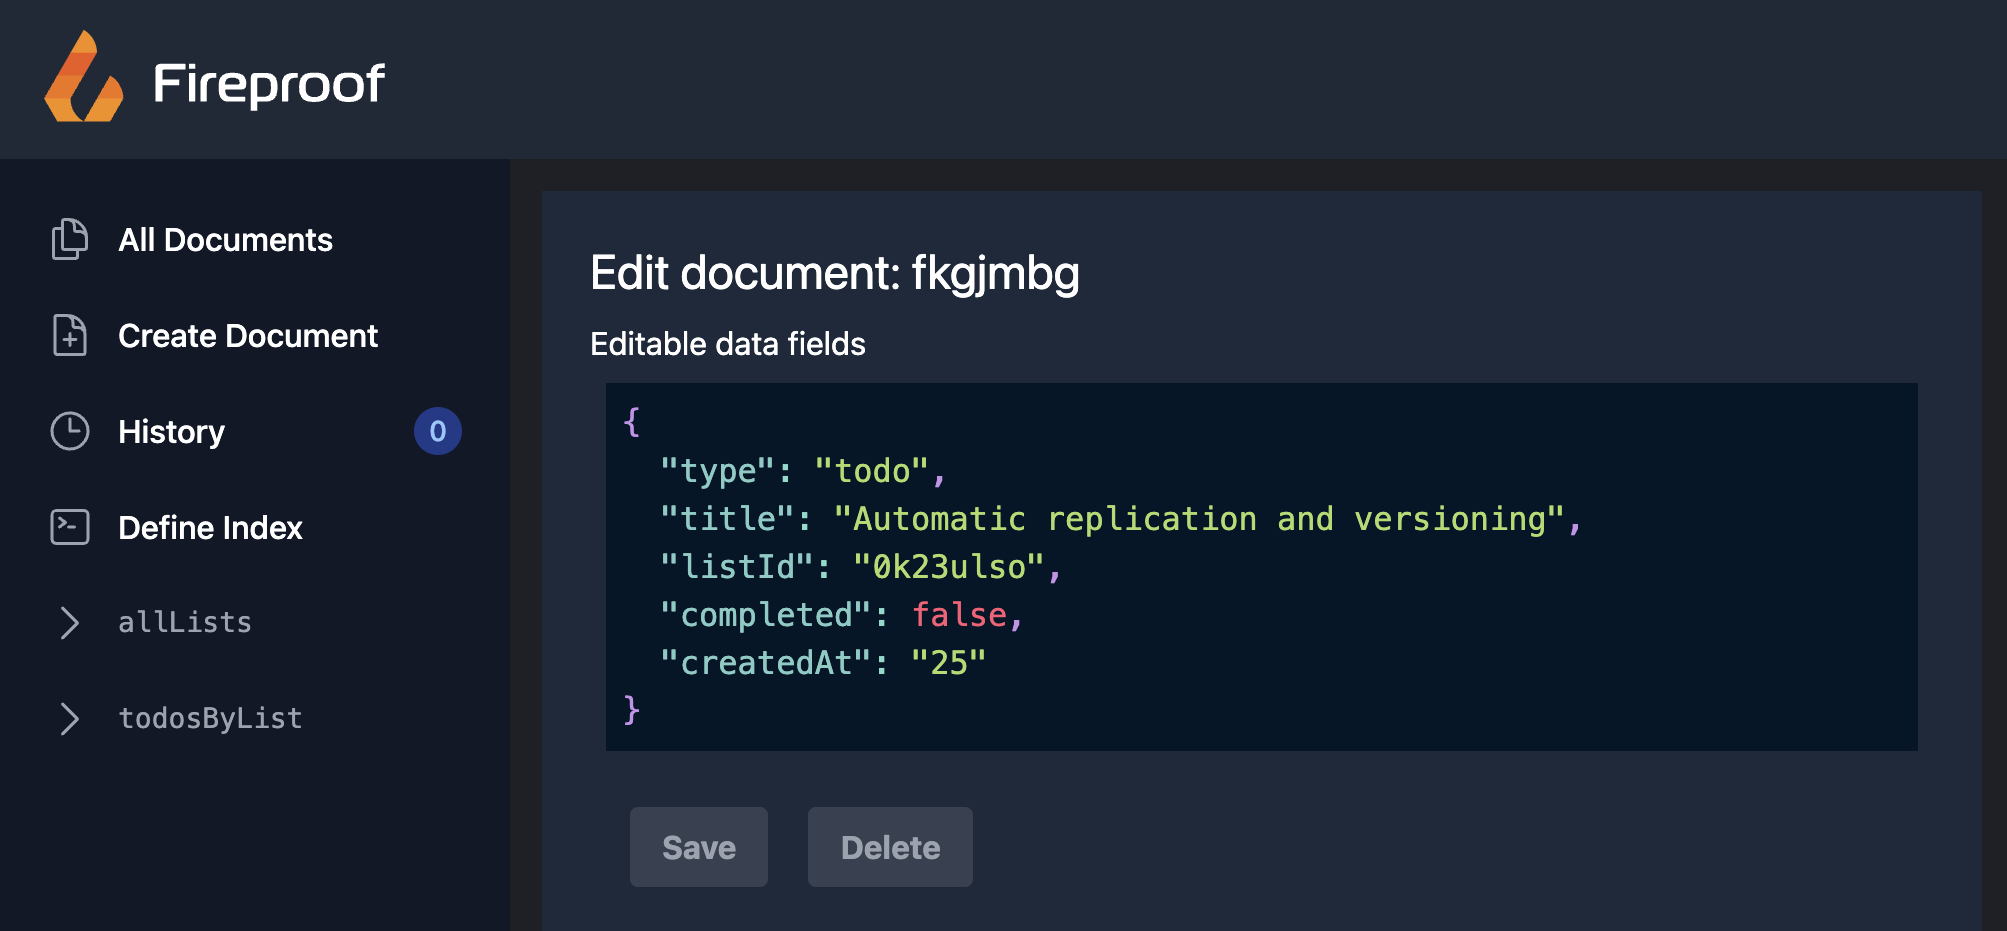 Fireproof
All Documents
Create Document
History 0
Define Index
allLists
todosByList
Edit document: fkgjmbg
Editable data fields
{
  "type": "todo",
  "title": "Automatic replication and versioning",
  "listId": "0k23ulso",
  "completed": false,
  "createdAt": "25"
}
Save Delete